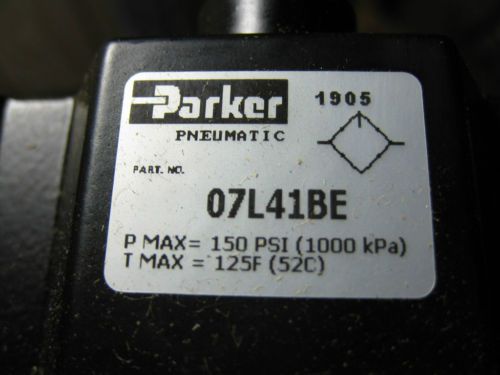 Parker
1905
PNEUMATIC
PART. NO.
07L41BE
P MAX= 150 PSI (1000 kPa)
T MAX = 125F (52C)